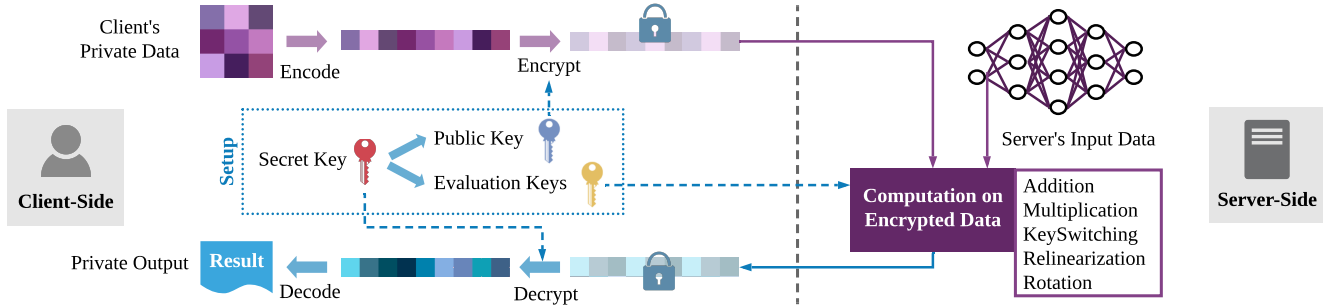 Client's
Private Data
Encode
Encrypt
Server's Input Data
Setup
Secret Key
Public Key
Evaluation Keys
Client-Side
Server-Side
Computation on
Encrypted Data
Addition
Multiplication
KeySwitching
Relinearization
Rotation
Private Output
Result
Decode
Decrypt